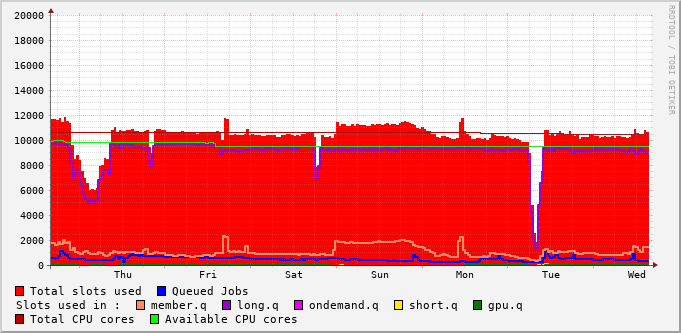 RRDTOOL / TOBI OETIKER
20000
18000
16000
14000
12000
10000
8000
6000
4000
2000
0
Thu Fri Sat Sun Mon Tue Wed
Total slots used Queued Jobs
Slots used in : member.q long.q ondemand.q short.q gpu.q
Total CPU cores Available CPU cores